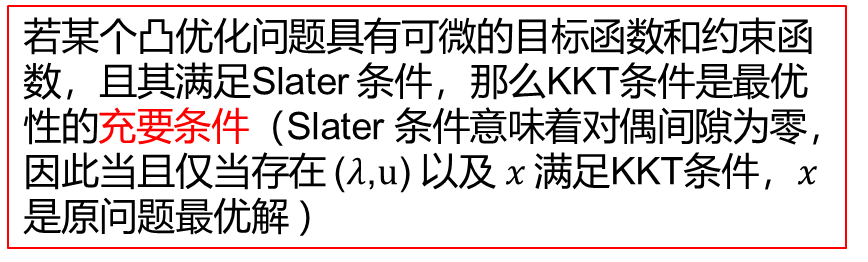 若某个凸优化问题具有可微的目标函数和约束函
数，且其满足Slater 条件，那么KKT条件是最优
性的充要条件（Slater 条件意味着对偶间隙为零，
因此当且仅当存在 (λ,u) 以及 x 满足KKT条件，x
是原问题最优解 )